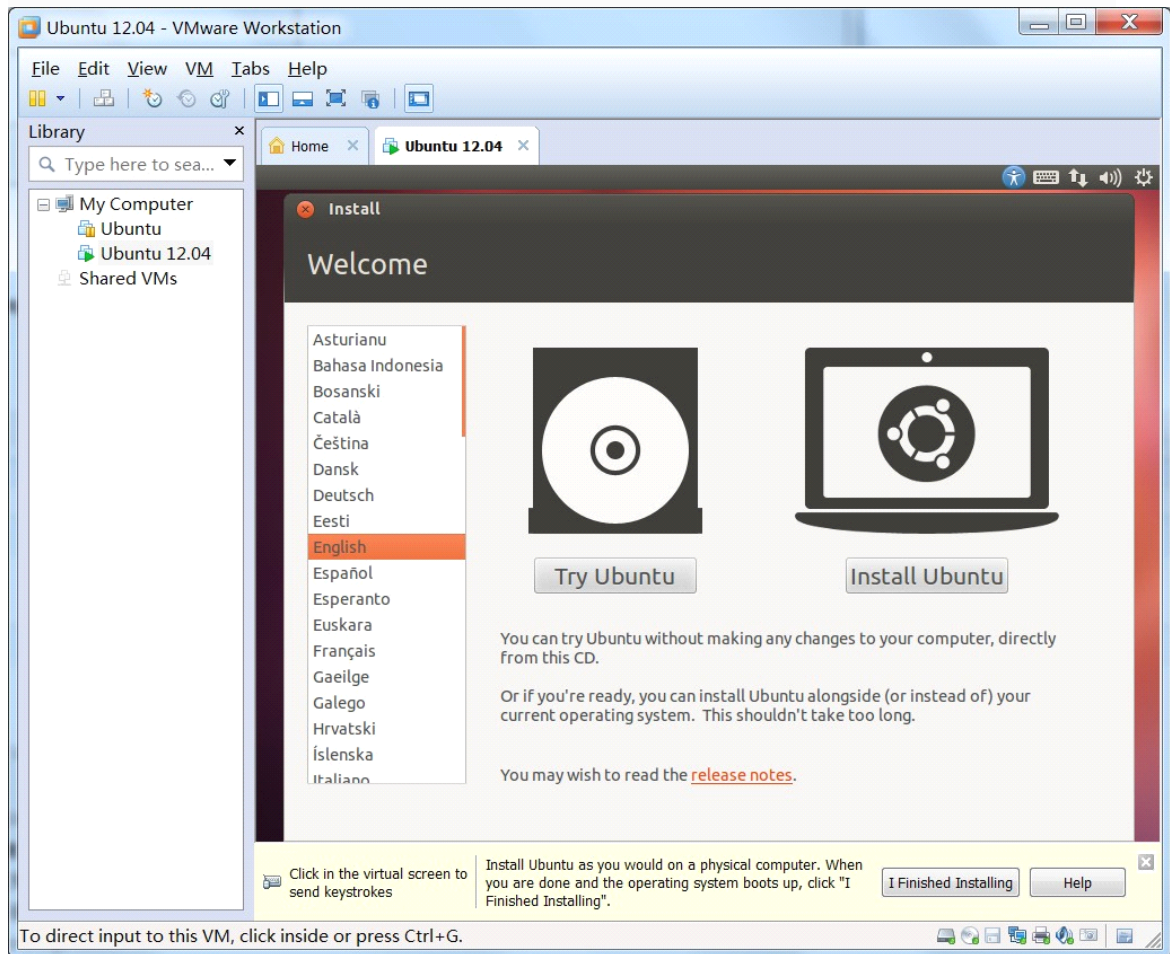 Ubuntu 12.04 - VMware Workstation
File Edit View VM Tabs Help
Library
Type here to sea...
My Computer
Ubuntu
Ubuntu 12.04
Shared VMs
Home
Ubuntu 12.04
Install
Welcome
Asturianu
Bahasa Indonesia
Bosanski
Català
Čeština
Dansk
Deutsch
Eesti
English
Español
Esperanto
Euskara
Français
Gaeilge
Galego
Hrvatski
Íslenska
Italiano
Try Ubuntu
Install Ubuntu
You can try Ubuntu without making any changes to your computer, directly
from this CD.
Or if you're ready, you can install Ubuntu alongside (or instead of) your
current operating system. This shouldn't take too long.
You may wish to read the release notes.
Click in the virtual screen to
send keystrokes
Install Ubuntu as you would on a physical computer. When
you are done and the operating system boots up, click "I
Finished Installing".
I Finished Installing
Help
To direct input to this VM, click inside or press Ctrl+G.